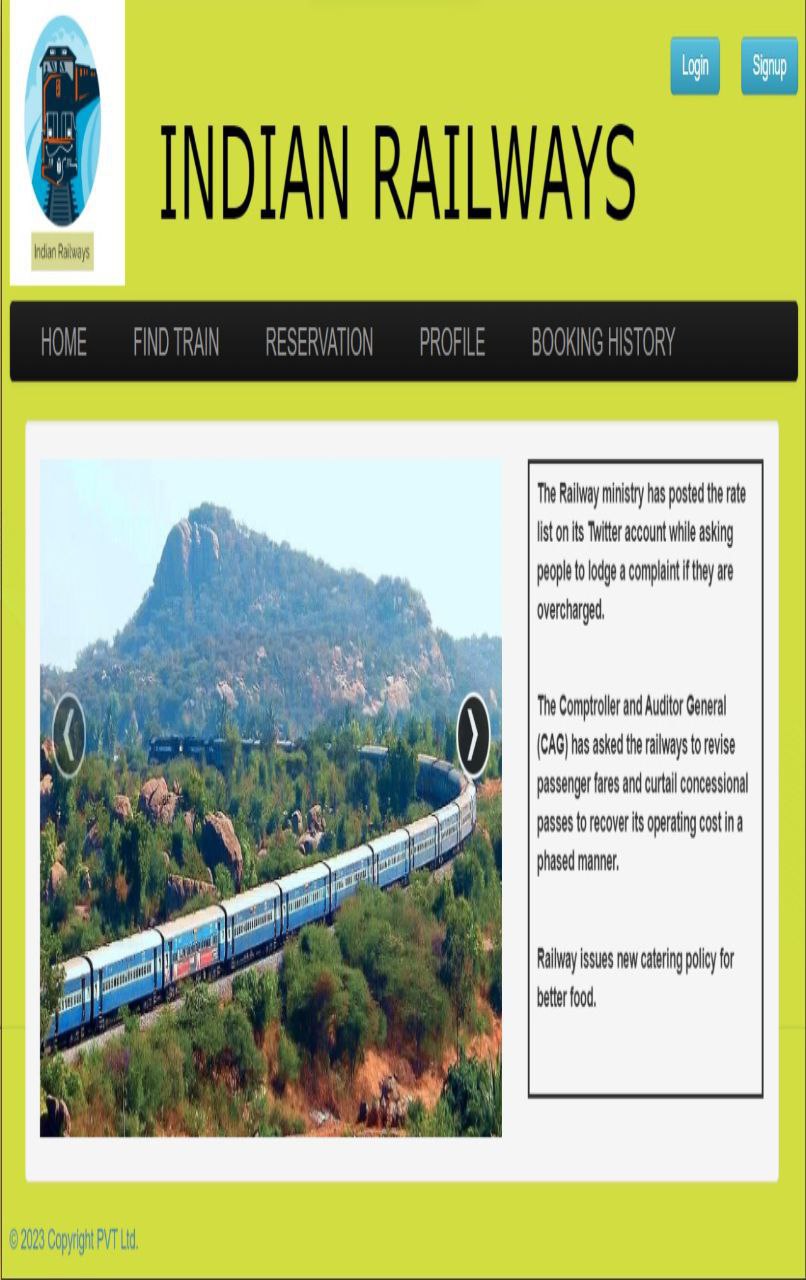 Login
Signup
INDIAN RAILWAYS
Indian Railways
HOME
FIND TRAIN
RESERVATION
PROFILE
BOOKING HISTORY
The Railway ministry has posted the rate
list on its Twitter account while asking
people to lodge a complaint if they are
overcharged.
The Comptroller and Auditor General
(CAG) has asked the railways to revise
passenger fares and curtail concessional
passes to recover its operating cost in a
phased manner.
Railway issues new catering policy for
better food.
© 2023 Copyright PVT Ltd.